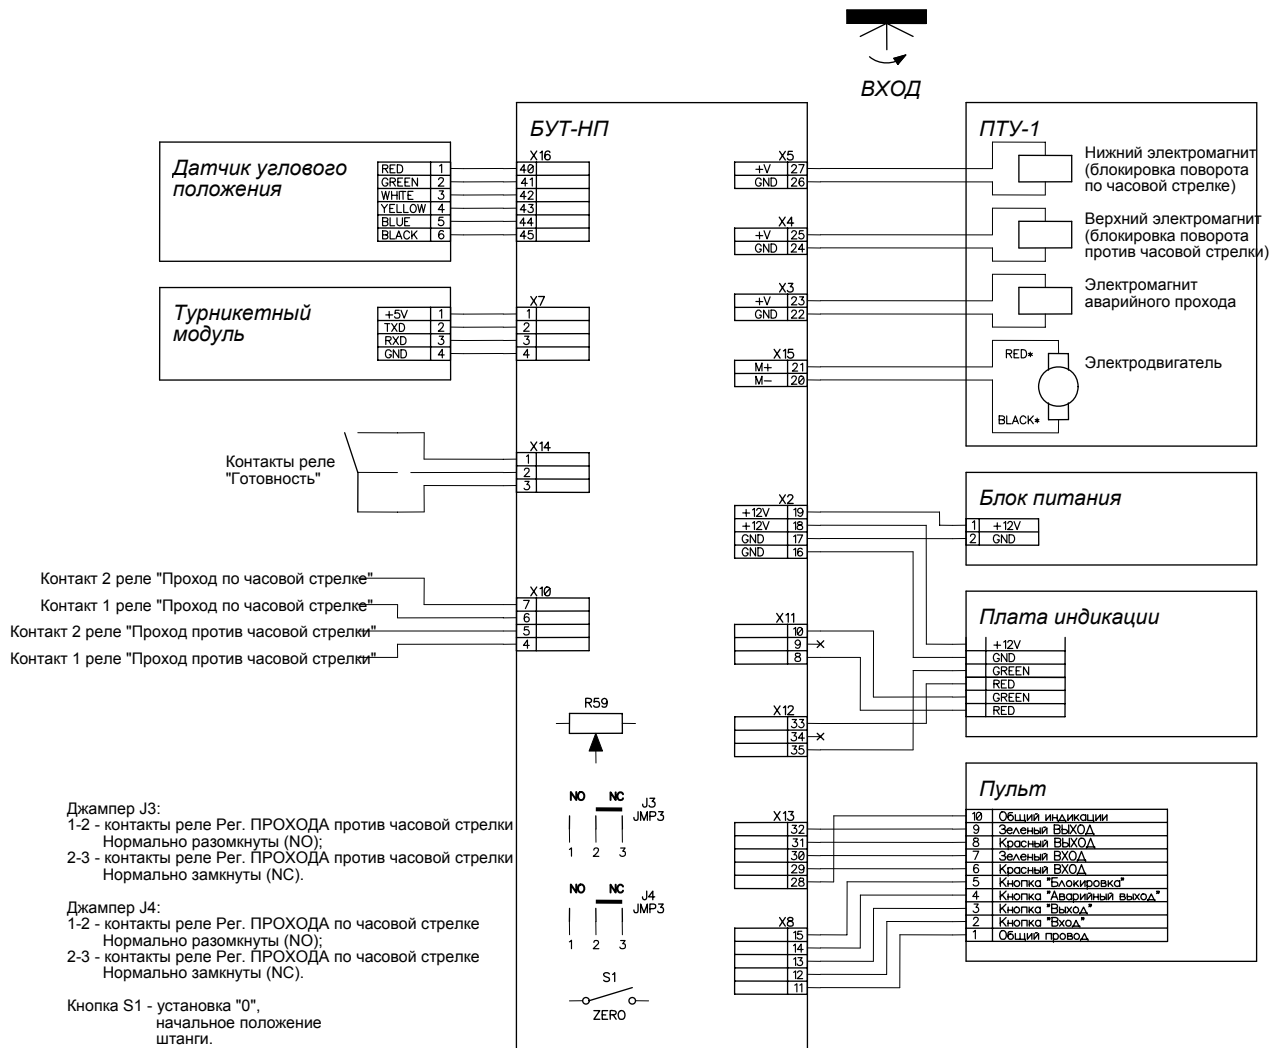 ВХОД
БУТ-НП
ПТУ-1
Датчик углового
положения
RED 1
GREEN 2
WHITE 3
YELLOW 4
BLUE 5
BLACK 6
X16
40
41
42
43
44
45
X5
+V 27
GND 26
Нижний электромагнит
(блокировка поворота
по часовой стрелке)
X4
+V 25
GND 24
Верхний электромагнит
(блокировка поворота
против часовой стрелки)
Турникетный
модуль
+5V 1
TXD 2
RXD 3
GND 4
X7
1
2
3
4
X3
+V 23
GND 22
Электромагнит
аварийного прохода
X15
M+ 21
M− 20
RED*
BLACK*
Электродвигатель
Контакты реле
"Готовность"
X14
1
2
3
X2
+12V 19
+12V 18
GND 17
GND 16
Блок питания
1 +12V
2 GND
Контакт 2 реле "Проход по часовой стрелке"
Контакт 1 реле "Проход по часовой стрелке"
Контакт 2 реле "Проход против часовой стрелки"
Контакт 1 реле "Проход против часовой стрелки"
X10
7
6
5
4
X11
10
9
8
Плата индикации
+12V
GND
GREEN
RED
GREEN
RED
R59
X12
33
34
35
Джампер J3:
1-2 - контакты реле Рег. ПРОХОДА против часовой стрелки
Нормально разомкнуты (NO);
2-3 - контакты реле Рег. ПРОХОДА против часовой стрелки
Нормально замкнуты (NC).
NO NC J3
JMP3
1 2 3
X13
32
31
30
29
28
Пульт
10 Общий индикации
9 Зеленый ВЫХОД
8 Красный ВЫХОД
7 Зеленый ВХОД
6 Красный ВХОД
5 Кнопка "Блокировка"
4 Кнопка "Аварийный выход"
3 Кнопка "Выход"
2 Кнопка "Вход"
1 Общий провод
Джампер J4:
1-2 - контакты реле Рег. ПРОХОДА по часовой стрелке
Нормально разомкнуты (NO);
2-3 - контакты реле Рег. ПРОХОДА по часовой стрелке
Нормально замкнуты (NC).
NO NC J4
JMP3
1 2 3
X8
15
14
13
12
11
Кнопка S1 - установка "0",
начальное положение
штанги.
S1
ZERO